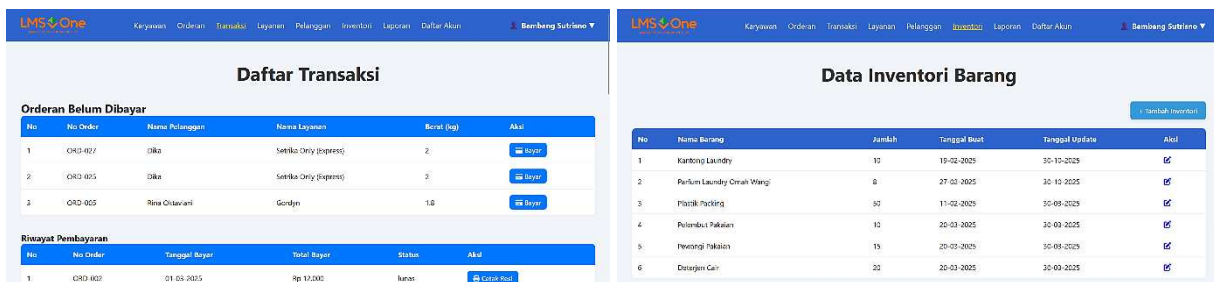 LMS One
Karyawan Orderan Transaksi Layanan Pelanggan Inventori Laporan Daftar Akun
Bambang Sutrisno ▼
Daftar Transaksi
Orderan Belum Dibayar
No No Order Nama Pelanggan Nama Layanan Berat (kg) Aksi
1 ORD-027 Dika Setrika Only (Express) 2 Bayar
2 ORD-025 Dika Setrika Only (Express) 2 Bayar
3 ORD-006 Rina Oktaviani Gordyn 1.8 Bayar
Riwayat Pembayaran
No No Order Tanggal Bayar Total Bayar Status Aksi
1 ORD-002 01-03-2025 Rp 12,000 lunas Cetak Resi
LMS One
Karyawan Orderan Transaksi Layanan Pelanggan Inventori Laporan Daftar Akun
Bambang Sutrisno ▼
Data Inventori Barang
+ Tambah Inventori
No Nama Barang Jumlah Tanggal Buat Tanggal Update Aksi
1 Kantong Laundry 10 19-02-2025 30-10-2025
2 Parfum Laundry Omah Wangi 8 27-02-2025 30-10-2025
3 Plastik Packing 11-02-2025 30-03-2025
4 Pelembut Pakaian 10 20-03-2025 30-03-2025
5 Pewangi Pakaian 15 20-03-2025 30-03-2025
6 Deterjen Cair 20 20-03-2025 30-03-2025